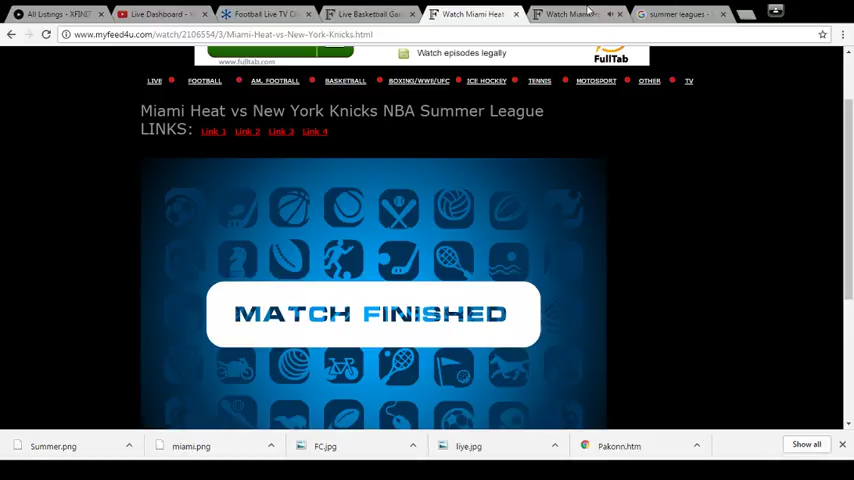 All Listings - XFINIT
Live Dashboard -
Football Live TV C
Live Basketball Ga
Watch Miami Heat
Watch Miami
summer leagues -
www.myfeed4u.com/watch/2106554/3/Miami-Heat-vs-New-York-Knicks.html
www.fulltab.com
Watch episodes legally
FullTab
LIVE
FOOTBALL
AM. FOOTBALL
BASKETBALL
BOXING/WWE/UFC
ICE HOCKEY
TENNIS
MOTOSPORT
OTHER
TV
Miami Heat vs New York Knicks NBA Summer League
LINKS: Link 1 Link 2 Link 3 Link 4
MATCH FINISHED
Summer.png
miami.png
FC.jpg
liye.jpg
Pakonn.htm
Show all